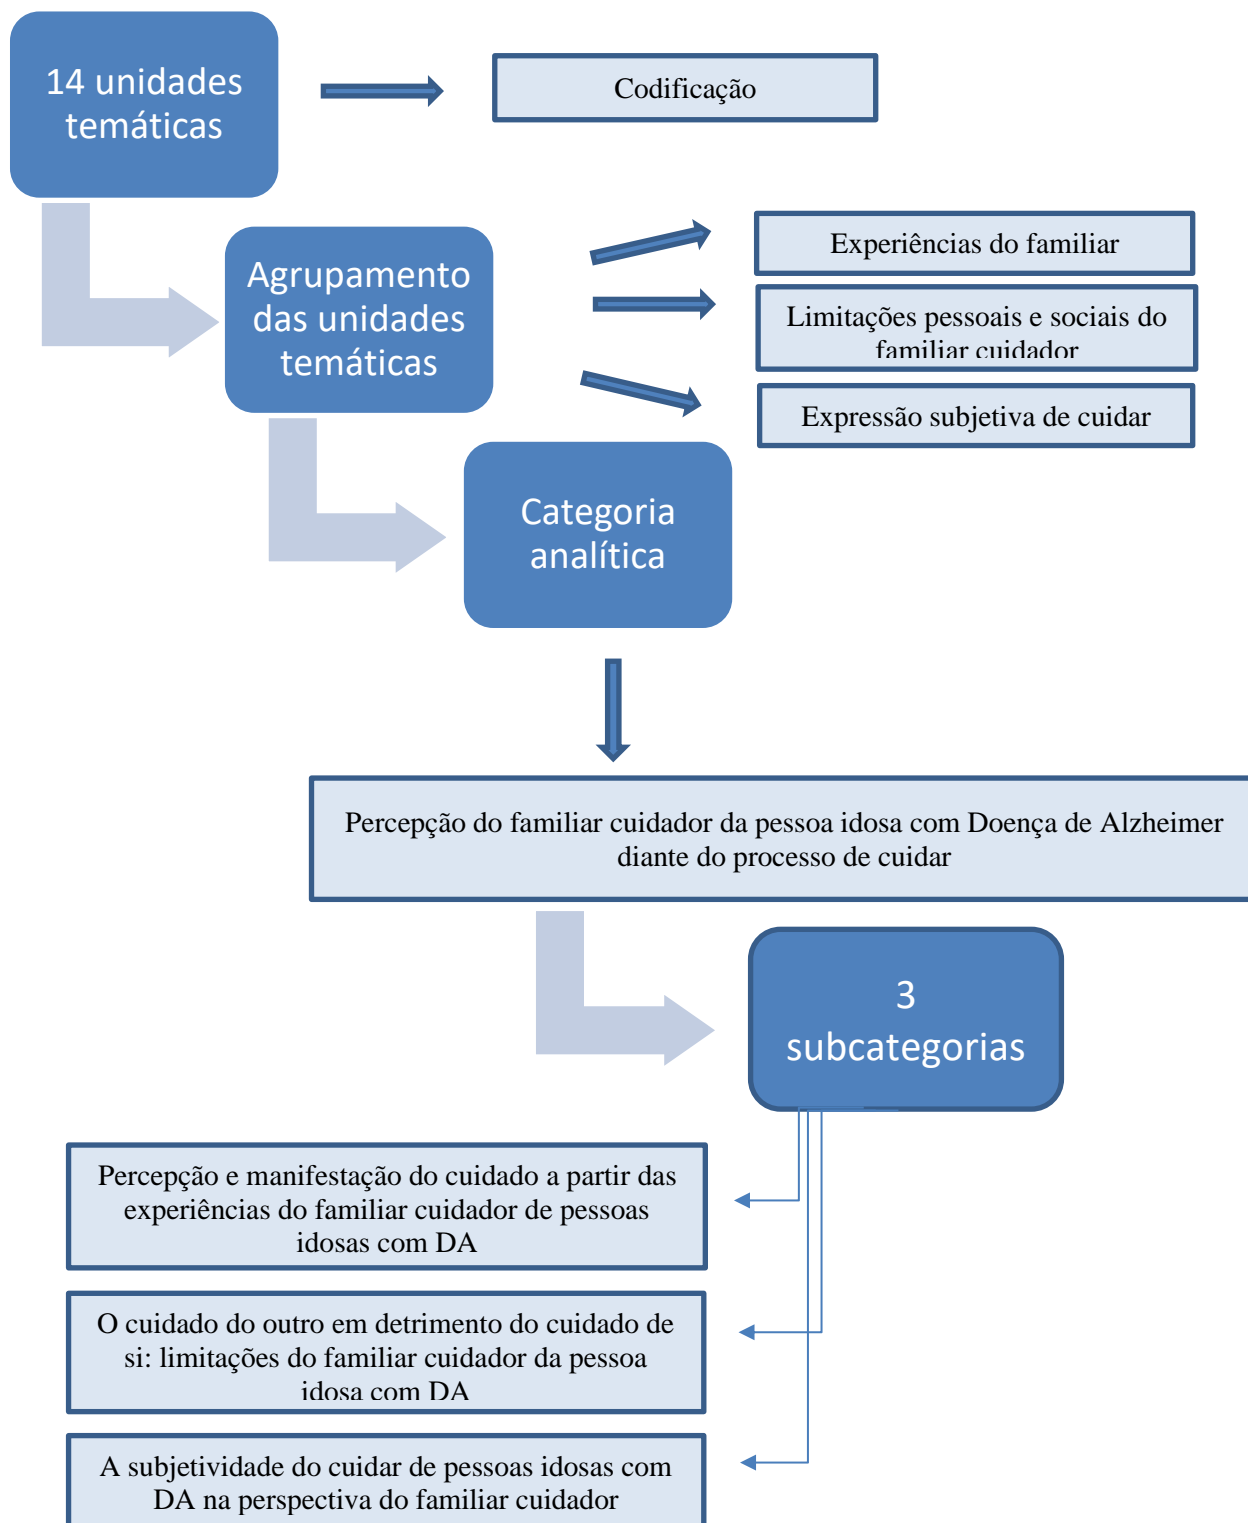 14 unidades
temáticas
Codificação
Agrupamento
das unidades
temáticas
Experiências do familiar
Limitações pessoais e sociais do
familiar cuidador
Expressão subjetiva de cuidar
Categoria
analítica
Percepção do familiar cuidador da pessoa idosa com Doença de Alzheimer
diante do processo de cuidar
3
subcategorias
Percepção e manifestação do cuidado a partir das
experiências do familiar cuidador de pessoas
idosas com DA
O cuidado do outro em detrimento do cuidado de
si: limitações do familiar cuidador da pessoa
idosa com DA
A subjetividade do cuidar de pessoas idosas com
DA na perspectiva do familiar cuidador